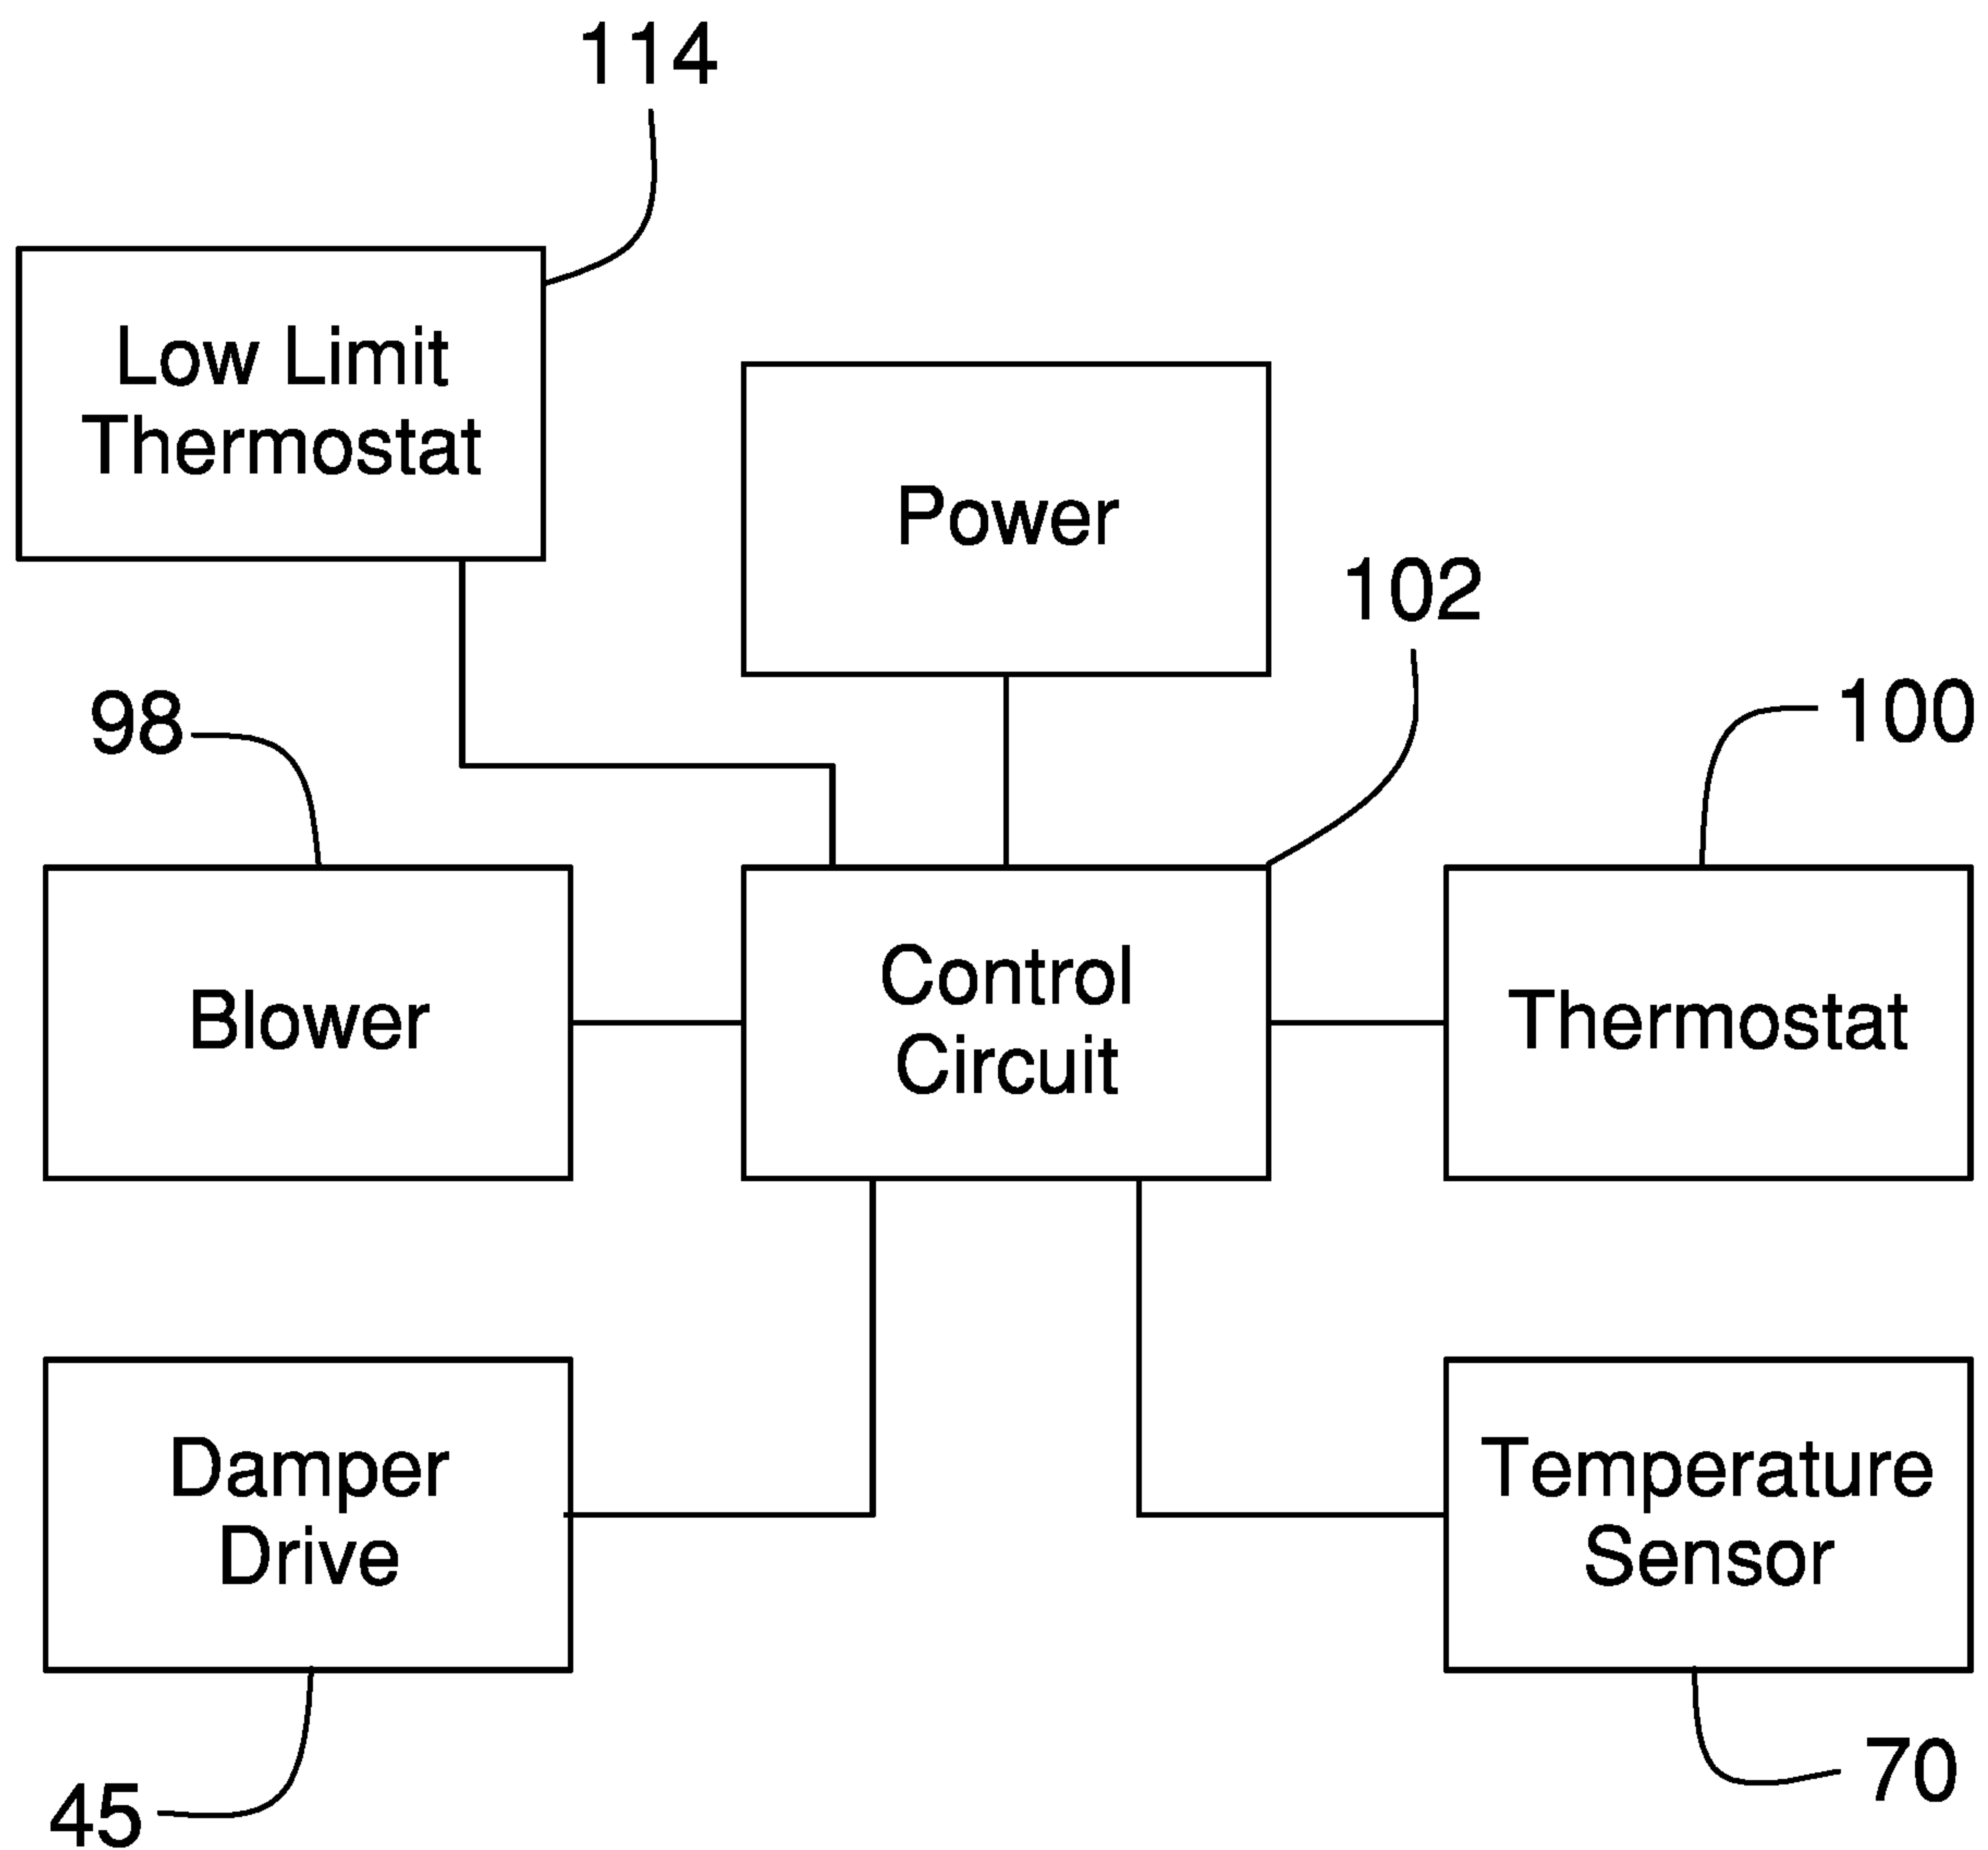 114
Low Limit
Thermostat
Power
102
98
100
Blower
Control
Circuit
Thermostat
Damper
Drive
Temperature
Sensor
45
70